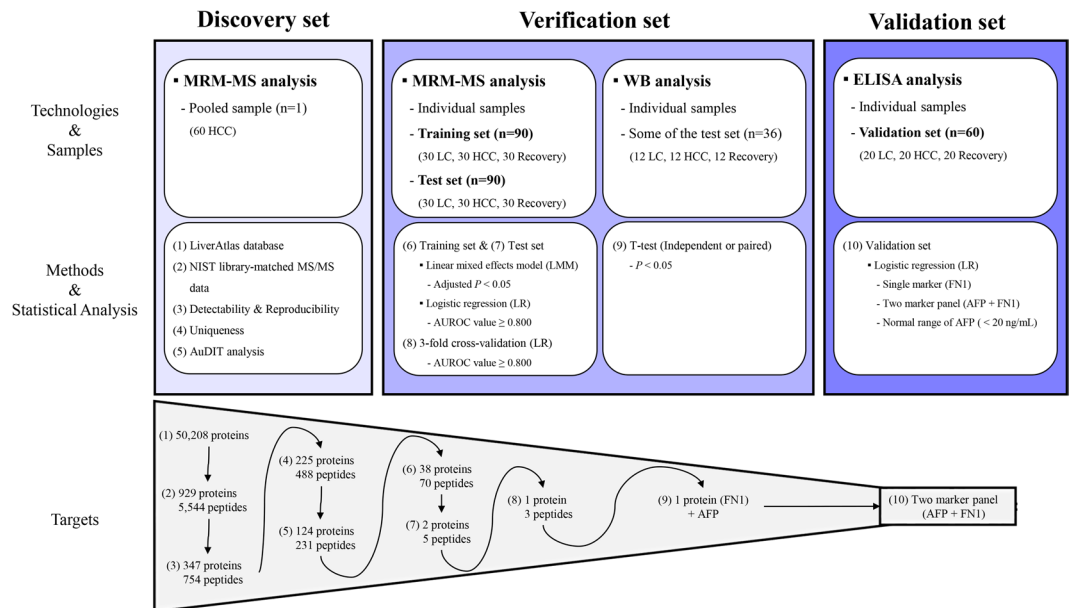 Discovery set
Verification set
Validation set
Technologies
&
Samples
▪ MRM-MS analysis
- Pooled sample (n=1)
(60 HCC)
▪ MRM-MS analysis
- Individual samples
- Training set (n=90)
(30 LC, 30 HCC, 30 Recovery)
- Test set (n=90)
(30 LC, 30 HCC, 30 Recovery)
▪ WB analysis
- Individual samples
- Some of the test set (n=36)
(12 LC, 12 HCC, 12 Recovery)
▪ ELISA analysis
- Individual samples
- Validation set (n=60)
(20 LC, 20 HCC, 20 Recovery)
Methods
&
Statistical Analysis
(1) LiverAtlas database
(2) NIST library-matched MS/MS
data
(3) Detectability & Reproducibility
(4) Uniqueness
(5) AuDIT analysis
(6) Training set & (7) Test set
▪ Linear mixed effects model (LMM)
- Adjusted P < 0.05
▪ Logistic regression (LR)
- AUROC value ≥ 0.800
(8) 3-fold cross-validation (LR)
- AUROC value ≥ 0.800
(9) T-test (Independent or paired)
- P < 0.05
(10) Validation set
▪ Logistic regression (LR)
- Single marker (FN1)
- Two marker panel (AFP + FN1)
- Normal range of AFP ( < 20 ng/mL)
Targets
(1) 50,208 proteins
(2) 929 proteins
5,544 peptides
(3) 347 proteins
754 peptides
(4) 225 proteins
488 peptides
(5) 124 proteins
231 peptides
(6) 38 proteins
70 peptides
(7) 2 proteins
5 peptides
(8) 1 protein
3 peptides
(9) 1 protein (FN1)
+ AFP
(10) Two marker panel
(AFP + FN1)